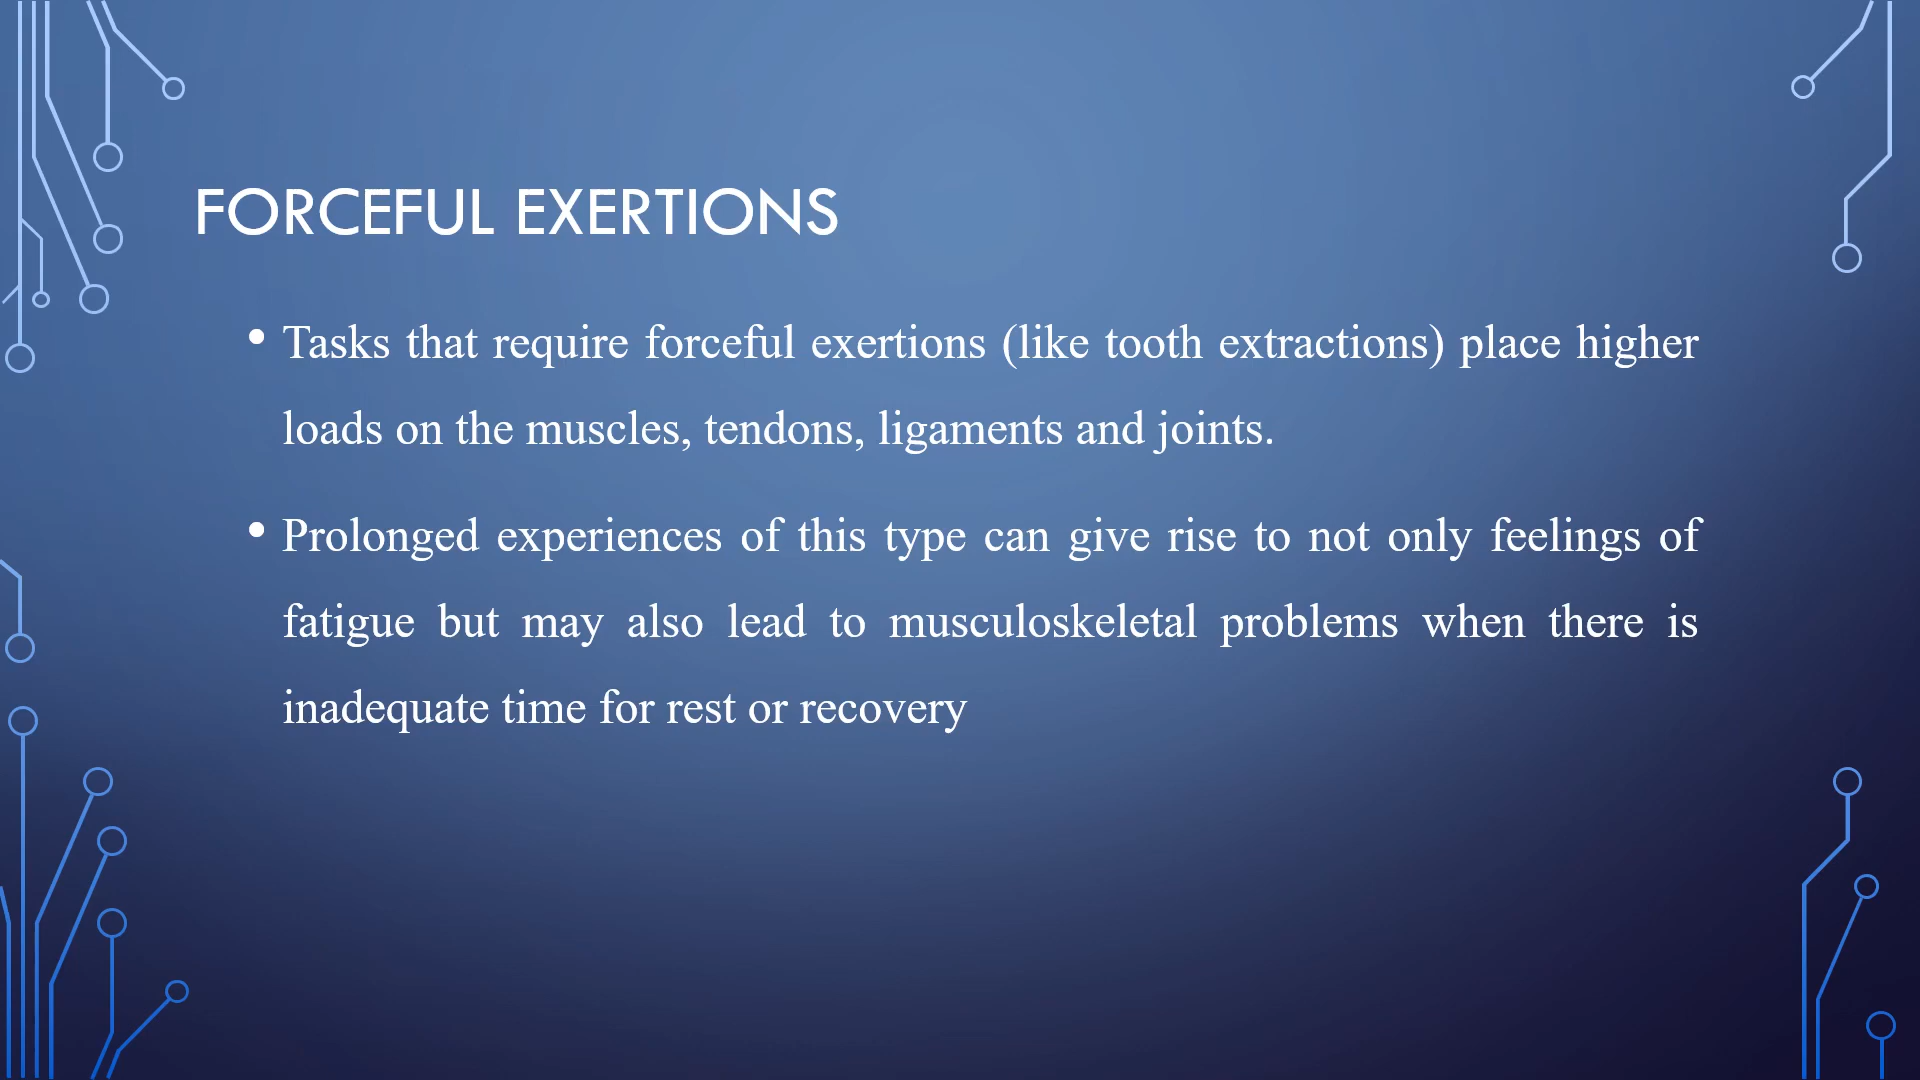 FORCEFUL EXERTIONS
• Tasks that require forceful exertions (like tooth extractions) place higher
loads on the muscles, tendons, ligaments and joints.
• Prolonged experiences of this type can give rise to not only feelings of
fatigue but may also lead to musculoskeletal problems when there is
inadequate time for rest or recovery